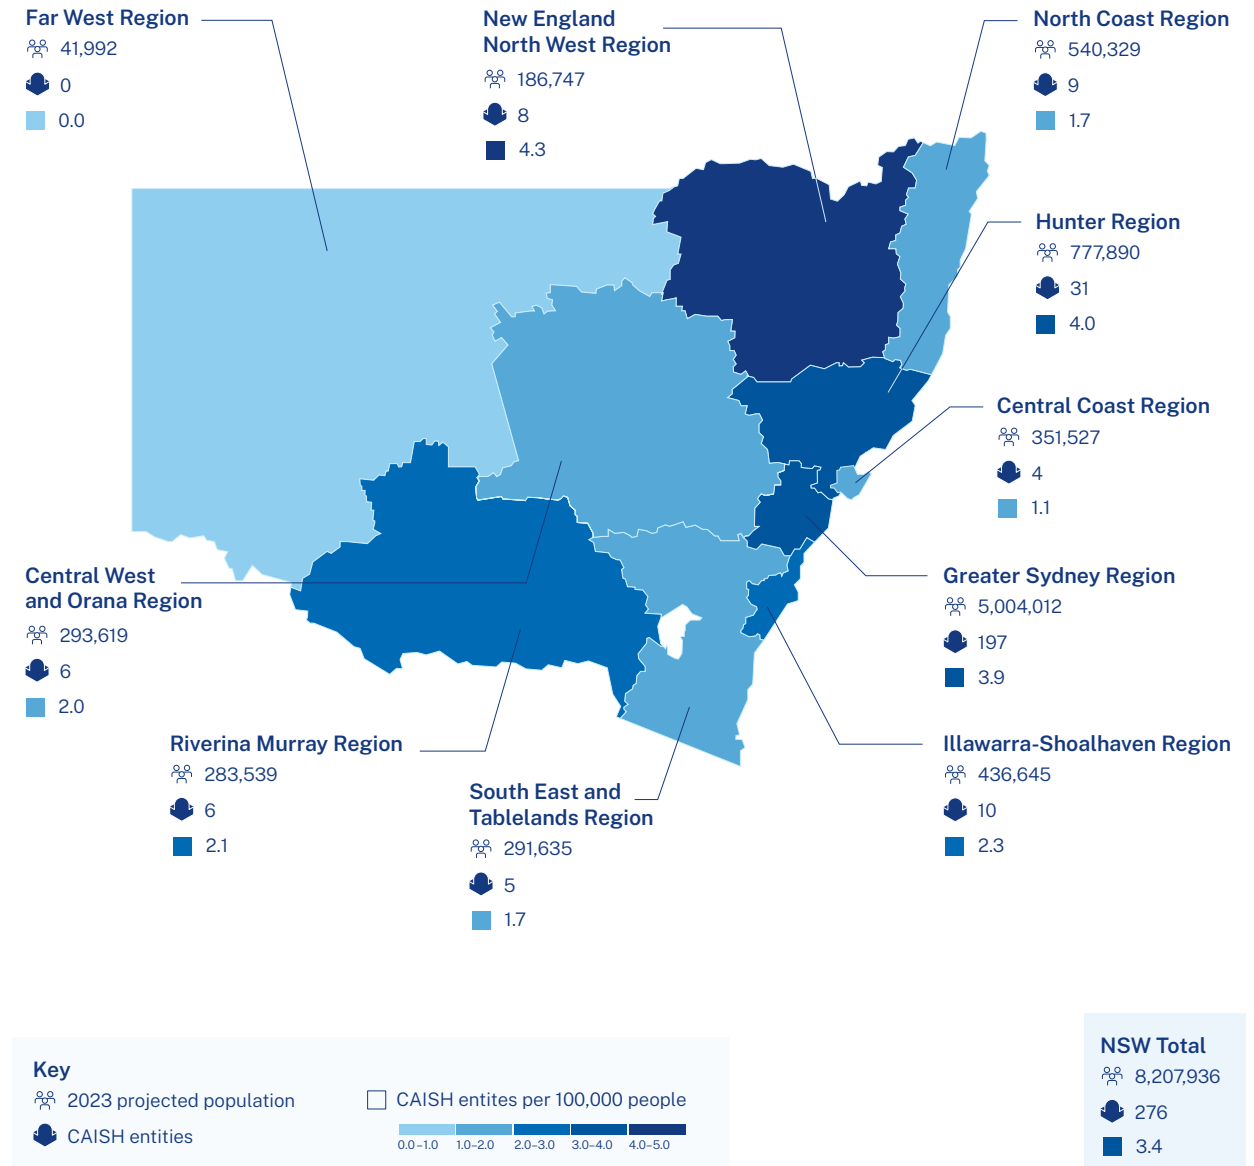 Far West Region
41,992
0
0.0
New England
North West Region
186,747
8
4.3
North Coast Region
540,329
9
1.7
Hunter Region
777,890
31
4.0
Central Coast Region
351,527
4
1.1
Central West
and Orana Region
293,619
6
2.0
Greater Sydney Region
5,004,012
197
3.9
Riverina Murray Region
283,539
6
2.1
South East and
Tablelands Region
291,635
5
1.7
Illawarra-Shoalhaven Region
436,645
10
2.3
Key
2023 projected population
CAISH entities
CAISH entites per 100,000 people
0.0–1.0 1.0–2.0 2.0–3.0 3.0–4.0 4.0–5.0
NSW Total
8,207,936
276
3.4